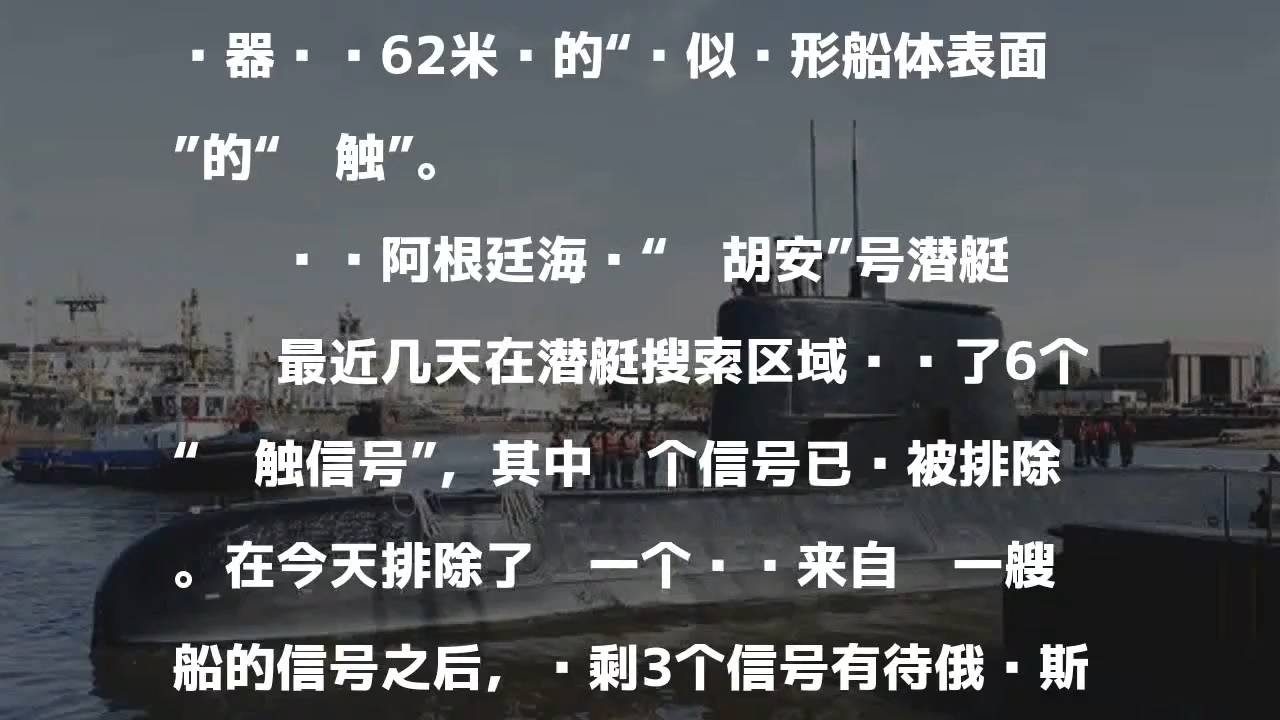 ·器··62米·的“·似·形船体表面
”的“ 触”。
··阿根廷海·“ 胡安”号潜艇
最近几天在潜艇搜索区域··了6个
“ 触信号”，其中 个信号已·被排除
。在今天排除了 一个··来自 一艘
船的信号之后，·剩3个信号有待俄·斯